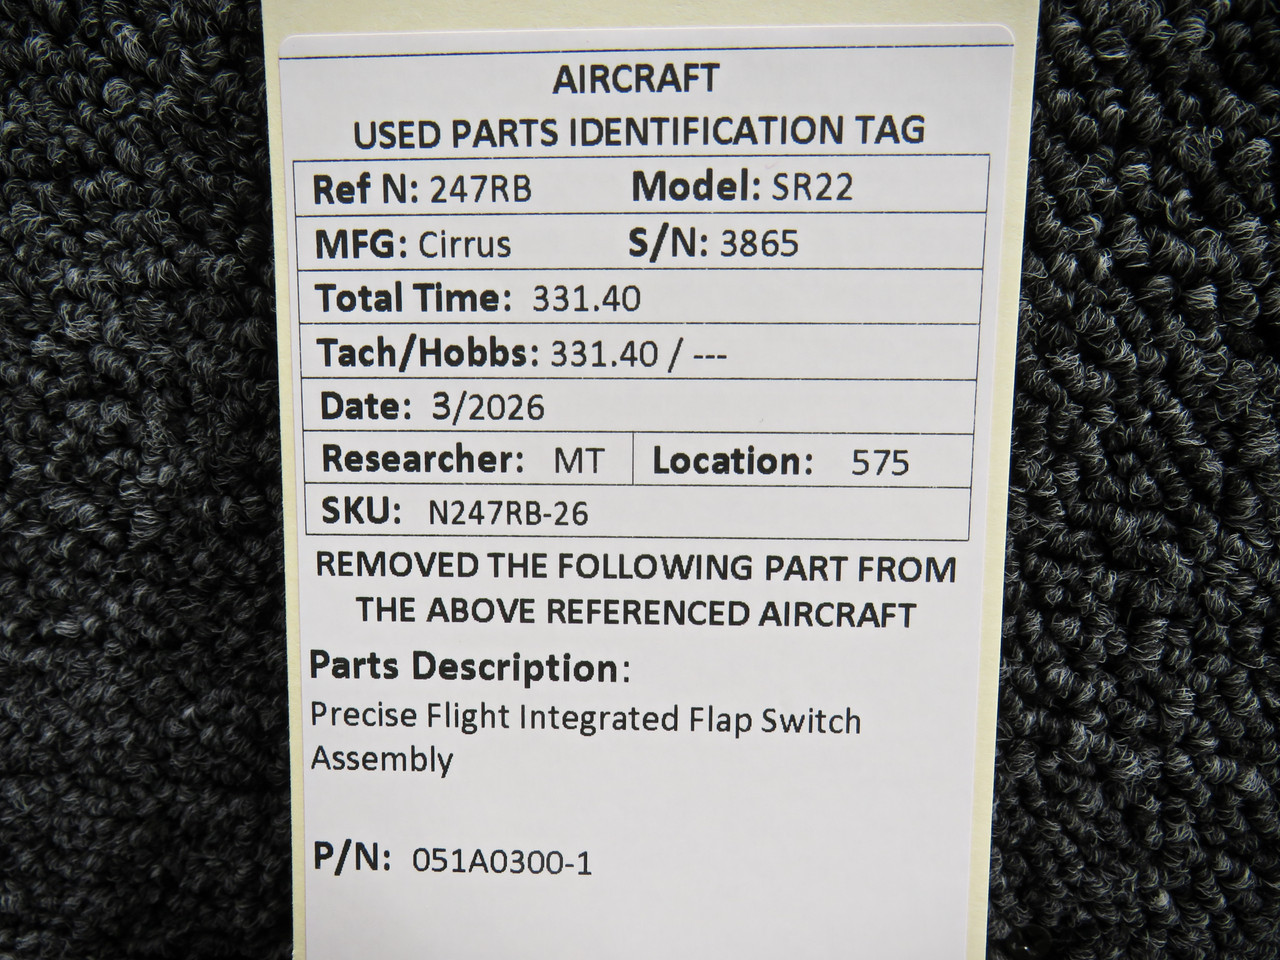 AIRCRAFT
USED PARTS IDENTIFICATION TAG
Ref N: 247RB Model: SR22
MFG: Cirrus S/N: 3865
Total Time: 331.40
Tach/Hobbs: 331.40 / ---
Date: 3/2026
Researcher: MT Location: 575
SKU: N247RB-26
REMOVED THE FOLLOWING PART FROM
THE ABOVE REFERENCED AIRCRAFT
Parts Description:
Precise Flight Integrated Flap Switch
Assembly
P/N: 051A0300-1